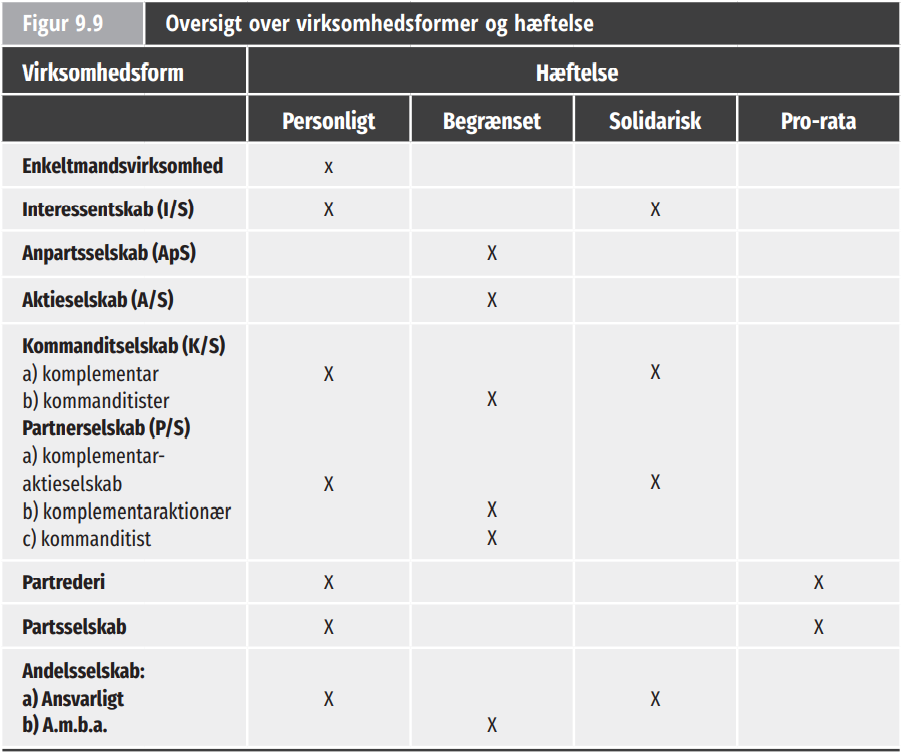 Figur 9.9 Oversigt over virksomhedsformer og hæftelse
Virksomhedsform Hæftelse
Personligt Begrænset Solidarisk Pro-rata
Enkeltmandsvirksomhed x
Interessentskab (I/S) X X
Anpartsselskab (ApS) X
Aktieselskab (A/S) X
Kommanditselskab (K/S)
a) komplementar X X
b) kommanditister X
Partnerselskab (P/S)
a) komplementar-
aktieselskab X X
b) komplementaraktionær X
c) kommanditist X
Partrederi X X
Partsselskab X X
Andelsselskab:
a) Ansvarligt X X
b) A.m.b.a. X